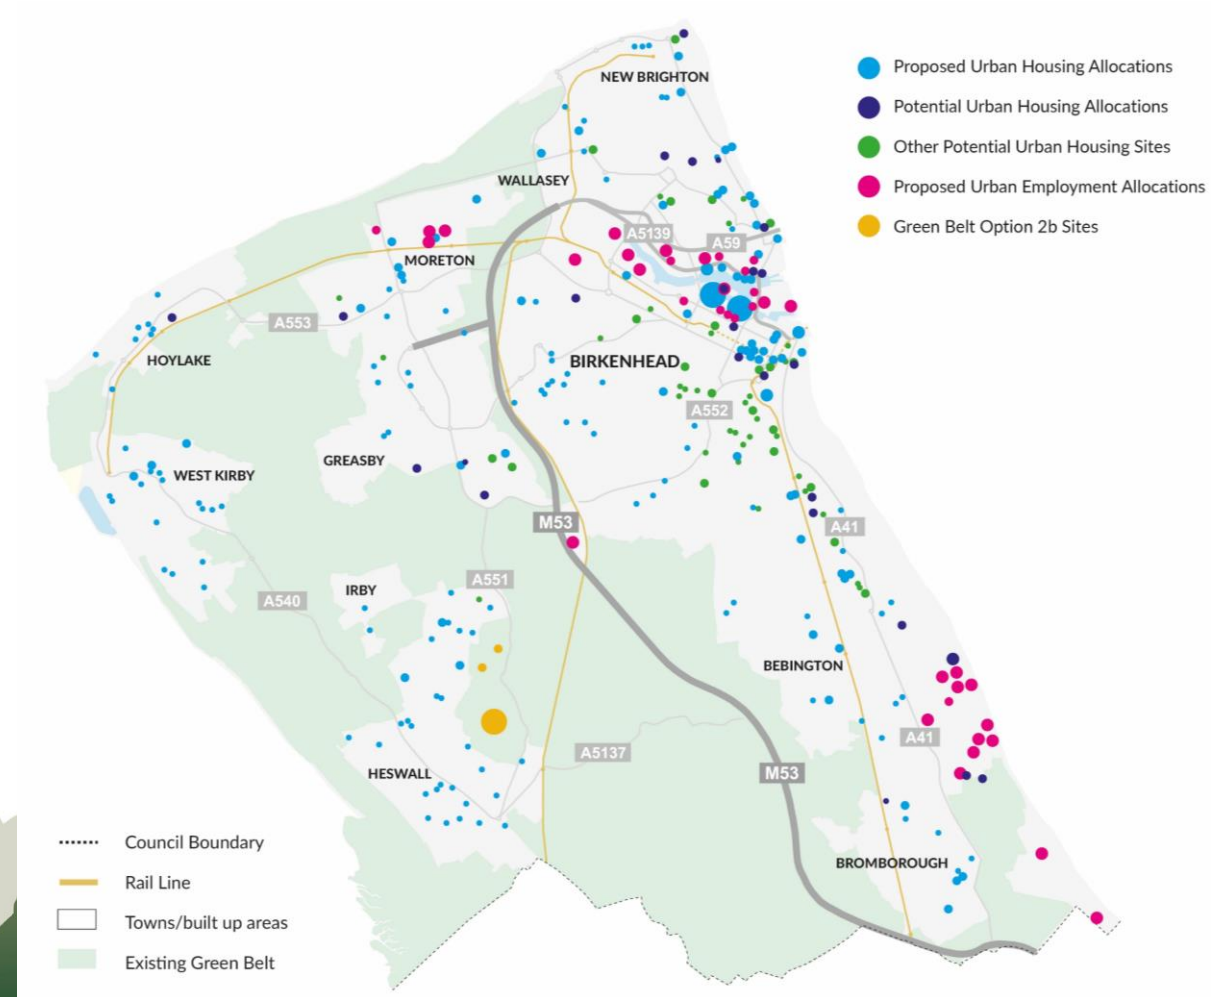 NEW BRIGHTON
Proposed Urban Housing Allocations
Potential Urban Housing Allocations
Other Potential Urban Housing Sites
Proposed Urban Employment Allocations
Green Belt Option 2b Sites
WALLASEY
A5139
A59
MORETON
A553
HOYLAKE
BIRKENHEAD
A552
GREASBY
WEST KIRBY
M53
A41
A551
IRBY
A540
BEBINGTON
A41
A5137
HESWALL
M53
BROMBOROUGH
Council Boundary
Rail Line
Towns/built up areas
Existing Green Belt